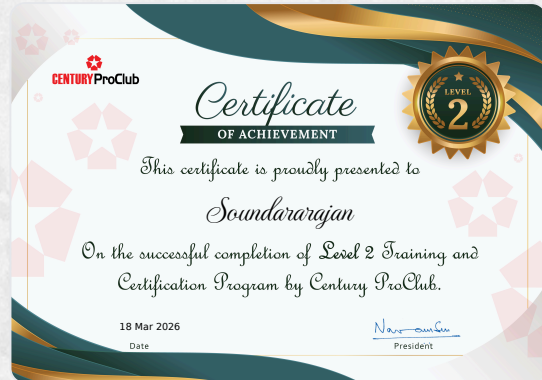 CENTURY ProClub
LEVEL
2
Certificate
OF ACHIEVEMENT
This certificate is proudly presented to
Soundararajan
On the successful completion of Level 2 Training and
Certification Program by Century ProClub.
18 Mar 2026
Date
President